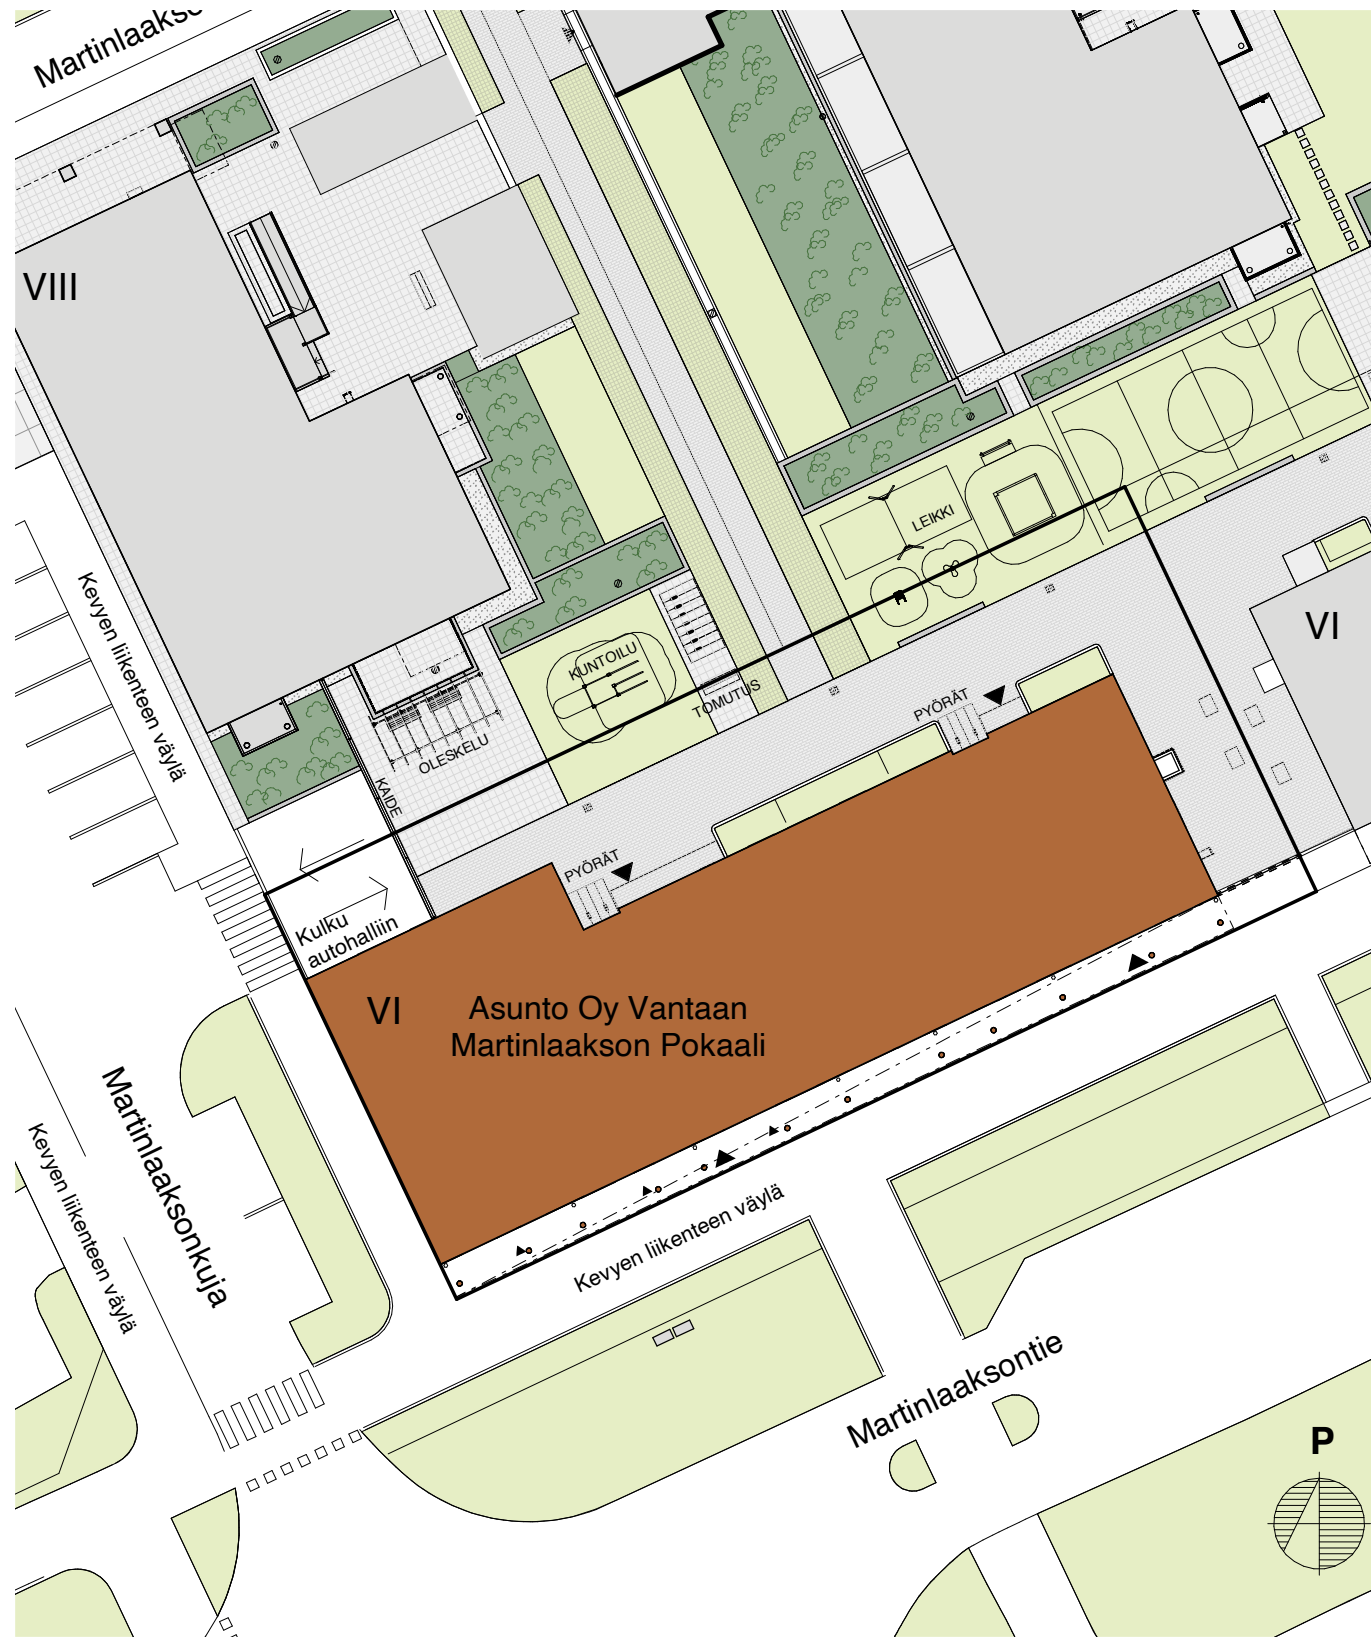 Martinlaakso
VIII
LEIKKI
Kevyen liikenteen väylä
KUNTOILU
VI
TOMUTUS
PYÖRÄT
OLESKELU
KAIDE
PYÖRÄT
Kulku
autohalliin
VI
Asunto Oy Vantaan
Martinlaakson Pokaali
Martinlaaksonkuja
Kevyen liikenteen väylä
Kevyen liikenteen väylä
Martinlaaksontie
P